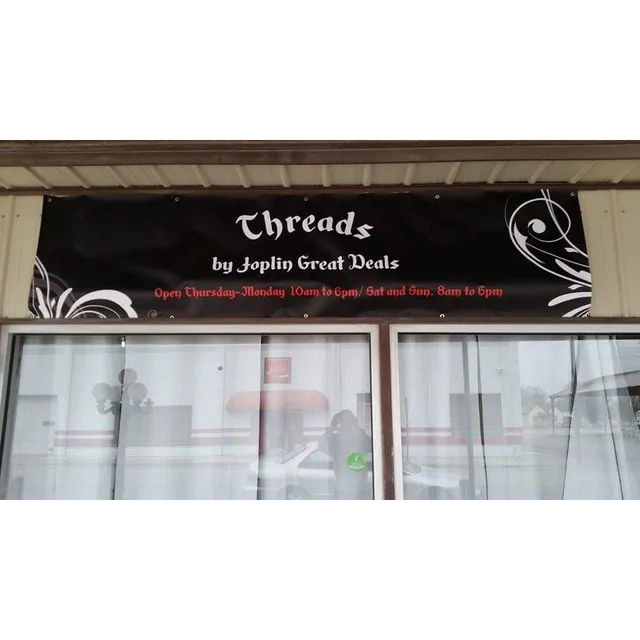 Threads
by Joplin Great Deals
Open Thursday-Monday 10am to 6pm/ Sat and Sun. 8am to 6pm